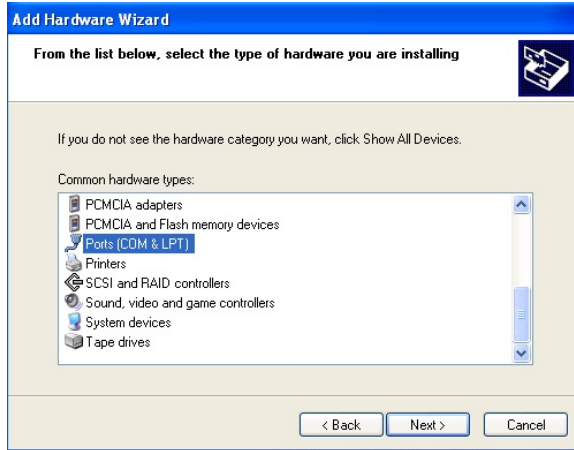 Add Hardware Wizard
From the list below, select the type of hardware you are installing
If you do not see the hardware category you want, click Show All Devices.
Common hardware types:
PCMCIA adapters
PCMCIA and Flash memory devices
Ports (COM & LPT)
Printers
SCSI and RAID controllers
Sound, video and game controllers
System devices
Tape drives
< Back Next > Cancel